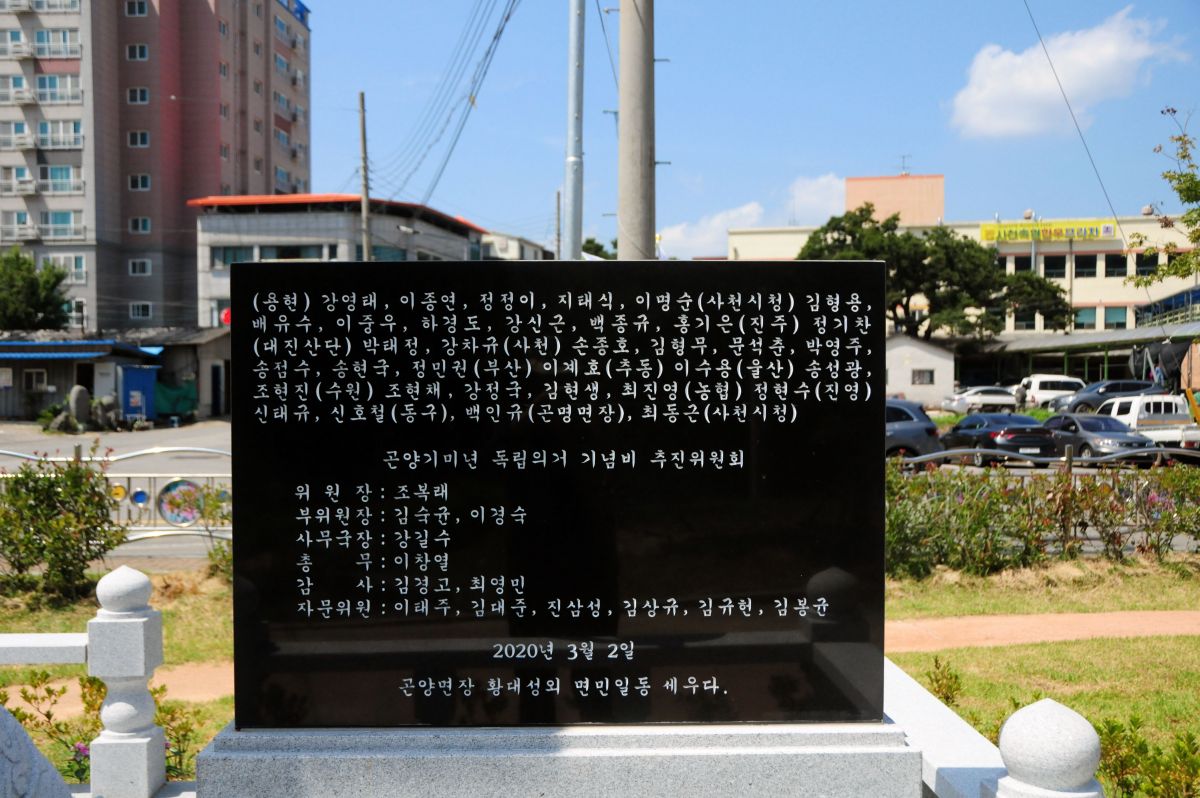 (용현) 강영태, 이종연, 정정이, 지태식, 이명순(사천시청) 김형용,
배유수, 이중우, 하경도, 강신근, 백종규, 홍기은(진주) 정기찬
(대진산단) 박태정, 강차규(사천) 손종호, 김형무, 문석춘, 박영주,
송점수, 송현국, 정민권(부산) 이계호(축동) 이수용(울산) 송성광,
조현진(수원) 조현채, 강정국, 김현생, 최진영(농협) 정현수(진영)
신태규, 신호철(동구), 백인규(곤명면장), 최동근(사천시청)
곤양기미년 독립의거 기념비 추진위원회
위 원 장 : 조복래
부위원장 : 김숙균, 이경숙
사무국장 : 강길수
총 무 : 이창열
감 사 : 김경고, 최영민
자문위원 : 이태주, 김대준, 진삼성, 김상규, 김규헌, 김봉균
2020년 3월 2일
곤양면장 황대성외 면민일동 세우다.